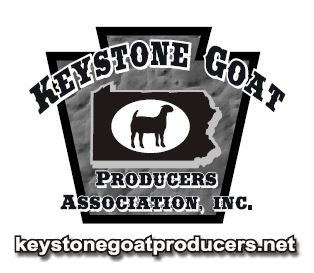 KEYSTONE GOAT
PRODUCERS
ASSOCIATION, INC.
keystonegoatproducers.net